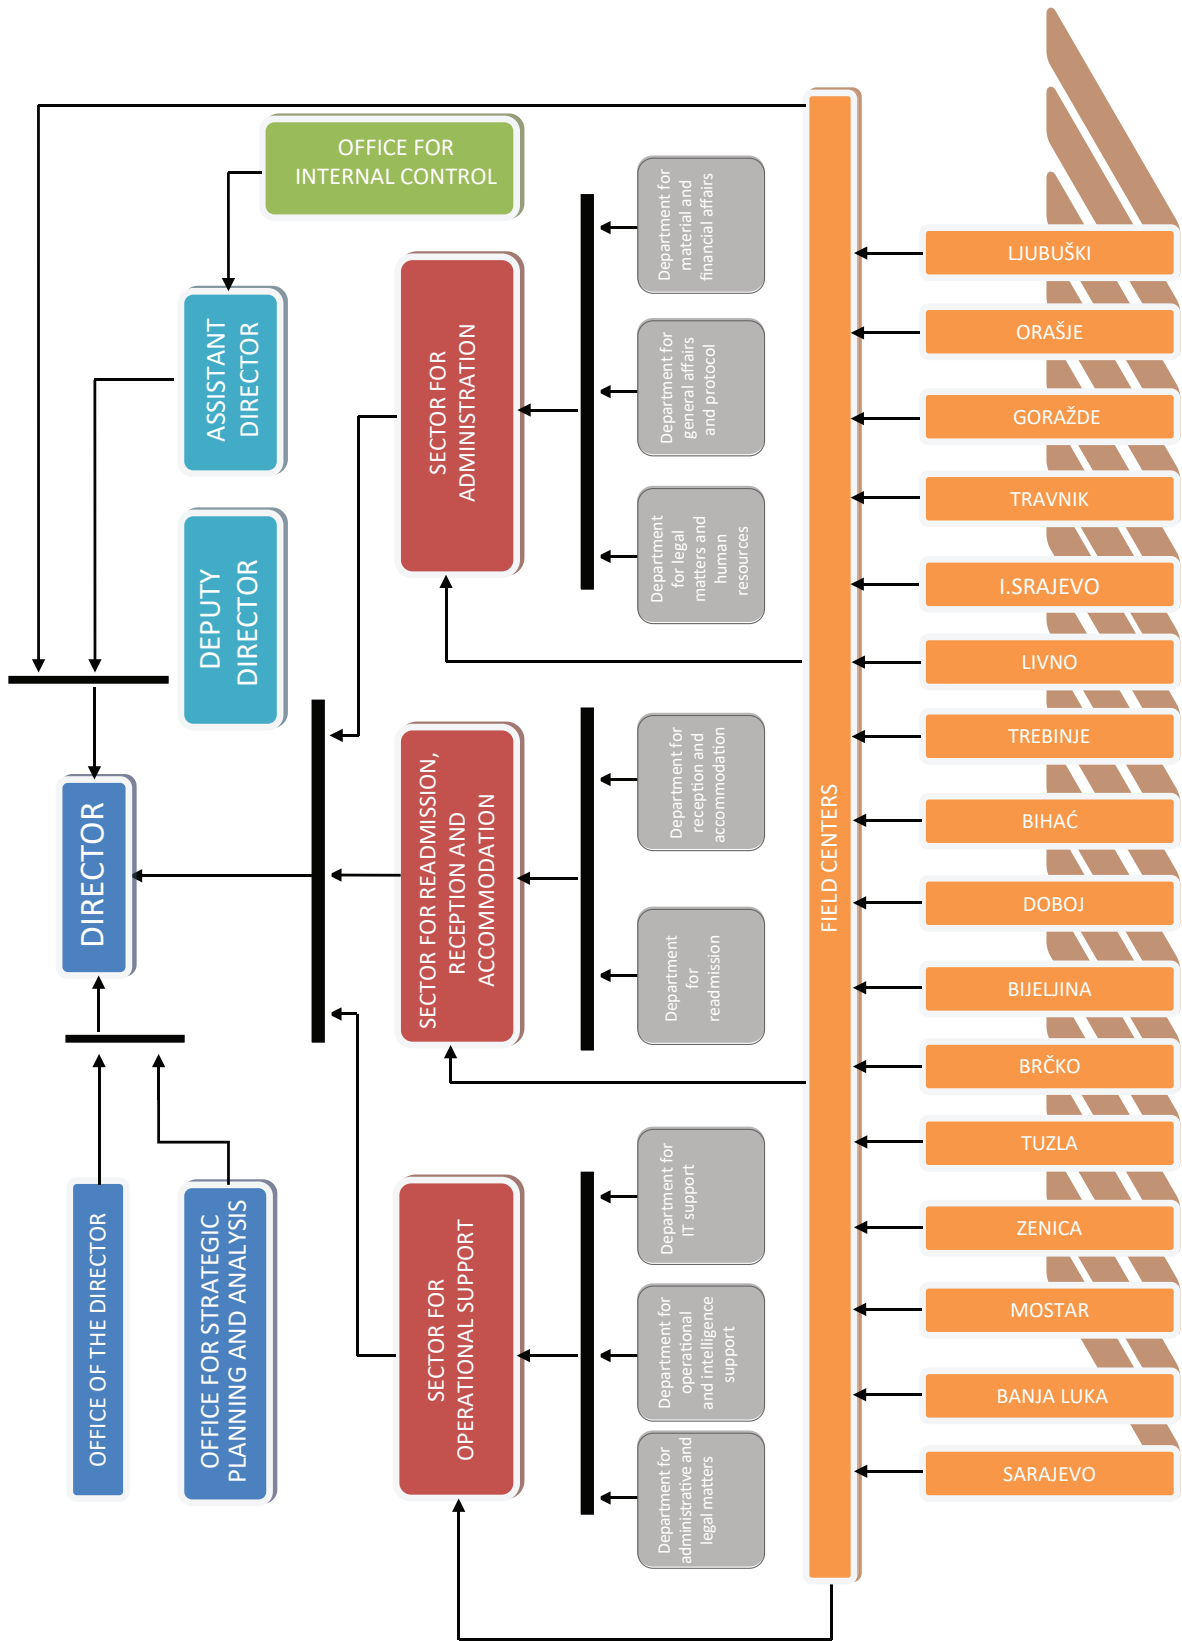 DIRECTOR
OFFICE OF THE DIRECTOR
OFFICE FOR STRATEGIC
PLANNING AND ANALYSIS
DEPUTY
DIRECTOR
ASSISTANT
DIRECTOR
OFFICE FOR
INTERNAL CONTROL
SECTOR FOR
OPERATIONAL SUPPORT
SECTOR FOR READMISSION,
RECEPTION AND
ACCOMMODATION
SECTOR FOR
ADMINISTRATION
Department for
administrative and
legal matters
Department for
operational
and intelligence
support
Department for
IT support
Department
for
readmission
Department for
reception and
accommodation
Department
for legal
matters and
human
resources
Department for
general affairs
and protocol
Department for
material and
financial affairs
FIELD CENTERS
SARAJEVO
BANJA LUKA
MOSTAR
ZENICA
TUZLA
BRČKO
BIJELJINA
DOBOJ
BIHAĆ
TREBINJE
LIVNO
I.SRAJEVO
TRAVNIK
GORAŽDE
ORAŠJE
LJUBUŠKI